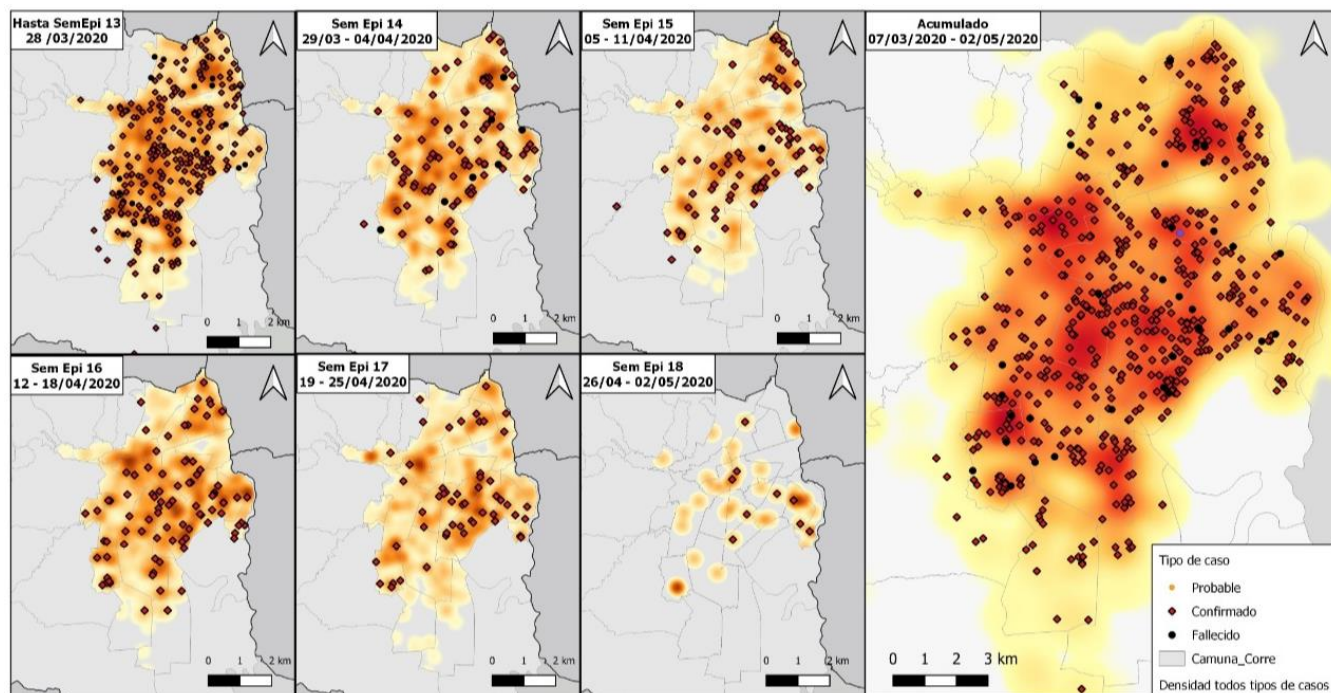 Hasta SemEpi 13
28 /03/2020
0 1 2 km
Sem Epi 14
29/03 - 04/04/2020
0 1 2 km
Sem Epi 15
05 - 11/04/2020
0 1 2 km
Acumulado
07/03/2020 - 02/05/2020
Sem Epi 16
12 - 18/04/2020
0 1 2 km
Sem Epi 17
19 - 25/04/2020
0 1 2 km
Sem Epi 18
26/04 - 02/05/2020
0 1 2 km
0 1 2 3 km
Tipo de caso
Probable
Confirmado
Fallecido
Camuna_Corre
Densidad todos tipos de casos